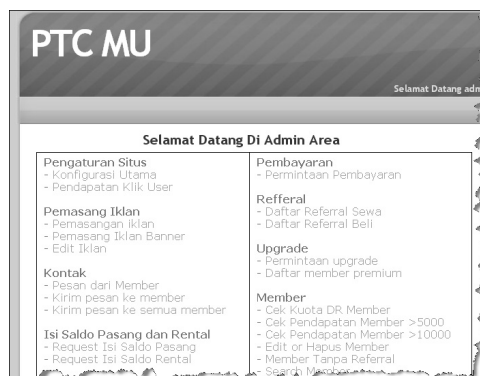 PTC MU
Selamat Datang adm
Selamat Datang Di Admin Area
Pengaturan Situs
- Konfigurasi Utama
- Pendapatan Klik User
Pemasang Iklan
- Pemasangan iklan
- Pemasang Iklan Banner
- Edit Iklan
Kontak
- Pesan dari Member
- Kirim pesan ke member
- Kirim pesan ke semua member
Isi Saldo Pasang dan Rental
- Request Isi Saldo Pasang
- Request Isi Saldo Rental
Pembayaran
- Permintaan Pembayaran
Refferal
- Daftar Referral Sewa
- Daftar Referral Beli
Upgrade
- Permintaan upgrade
- Daftar member premium
Member
- Cek Kuota DR Member
- Cek Pendapatan Member >5000
- Cek Pendapatan Member >10000
- Edit or Hapus Member
- Member Tanpa Referral
- Search Member